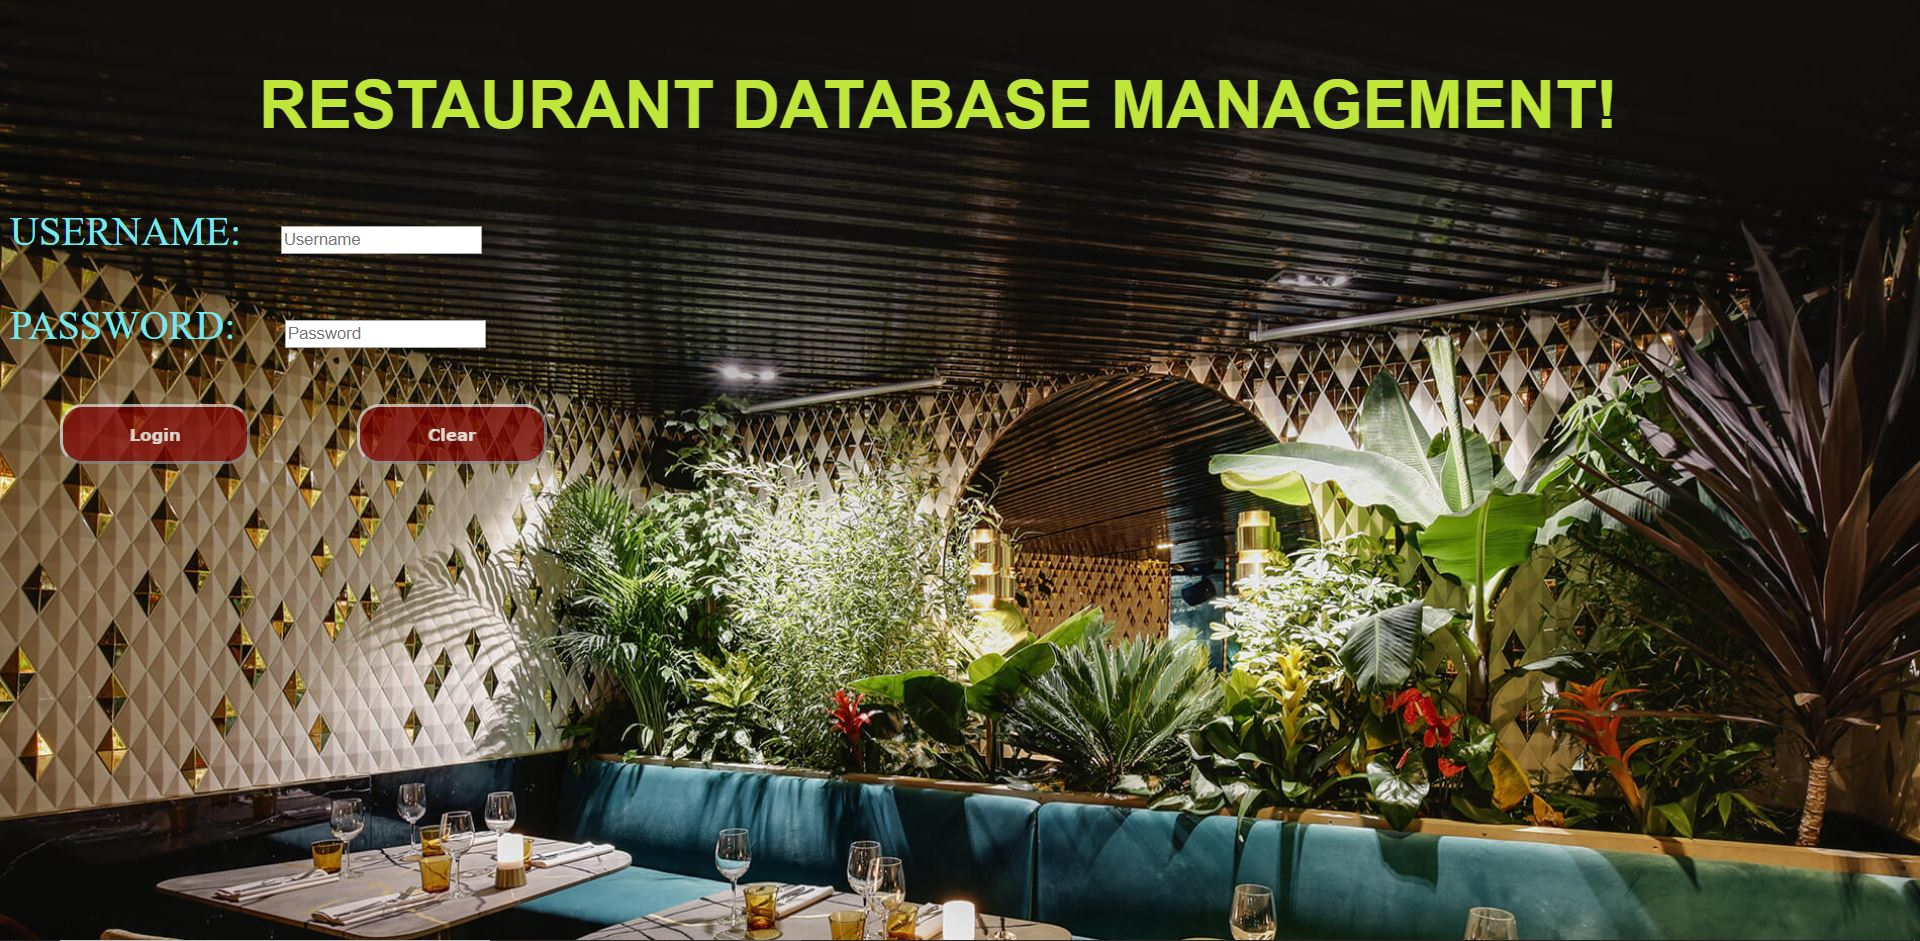 RESTAURANT DATABASE MANAGEMENT!
USERNAME: Username
PASSWORD: Password
Login Clear